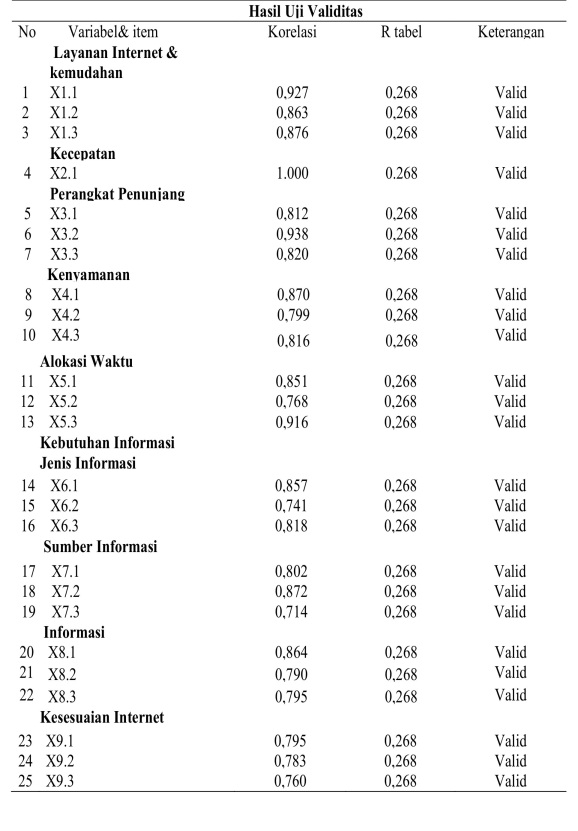 Hasil Uji Validitas
No Variabel& item Korelasi R tabel Keterangan
Layanan Internet &
kemudahan
1 X1.1 0,927 0,268 Valid
2 X1.2 0,863 0,268 Valid
3 X1.3 0,876 0,268 Valid
Kecepatan
4 X2.1 1.000 0.268 Valid
Perangkat Penunjang
5 X3.1 0,812 0,268 Valid
6 X3.2 0,938 0,268 Valid
7 X3.3 0,820 0,268 Valid
Kenyamanan
8 X4.1 0,870 0,268 Valid
9 X4.2 0,799 0,268 Valid
10 X4.3 0,816 0,268 Valid
Alokasi Waktu
11 X5.1 0,851 0,268 Valid
12 X5.2 0,768 0,268 Valid
13 X5.3 0,916 0,268 Valid
Kebutuhan Informasi
Jenis Informasi
14 X6.1 0,857 0,268 Valid
15 X6.2 0,741 0,268 Valid
16 X6.3 0,818 0,268 Valid
Sumber Informasi
17 X7.1 0,802 0,268 Valid
18 X7.2 0,872 0,268 Valid
19 X7.3 0,714 0,268 Valid
Informasi
20 X8.1 0,864 0,268 Valid
21 X8.2 0,790 0,268 Valid
22 X8.3 0,795 0,268 Valid
Kesesuaian Internet
23 X9.1 0,795 0,268 Valid
24 X9.2 0,783 0,268 Valid
25 X9.3 0,760 0,268 Valid